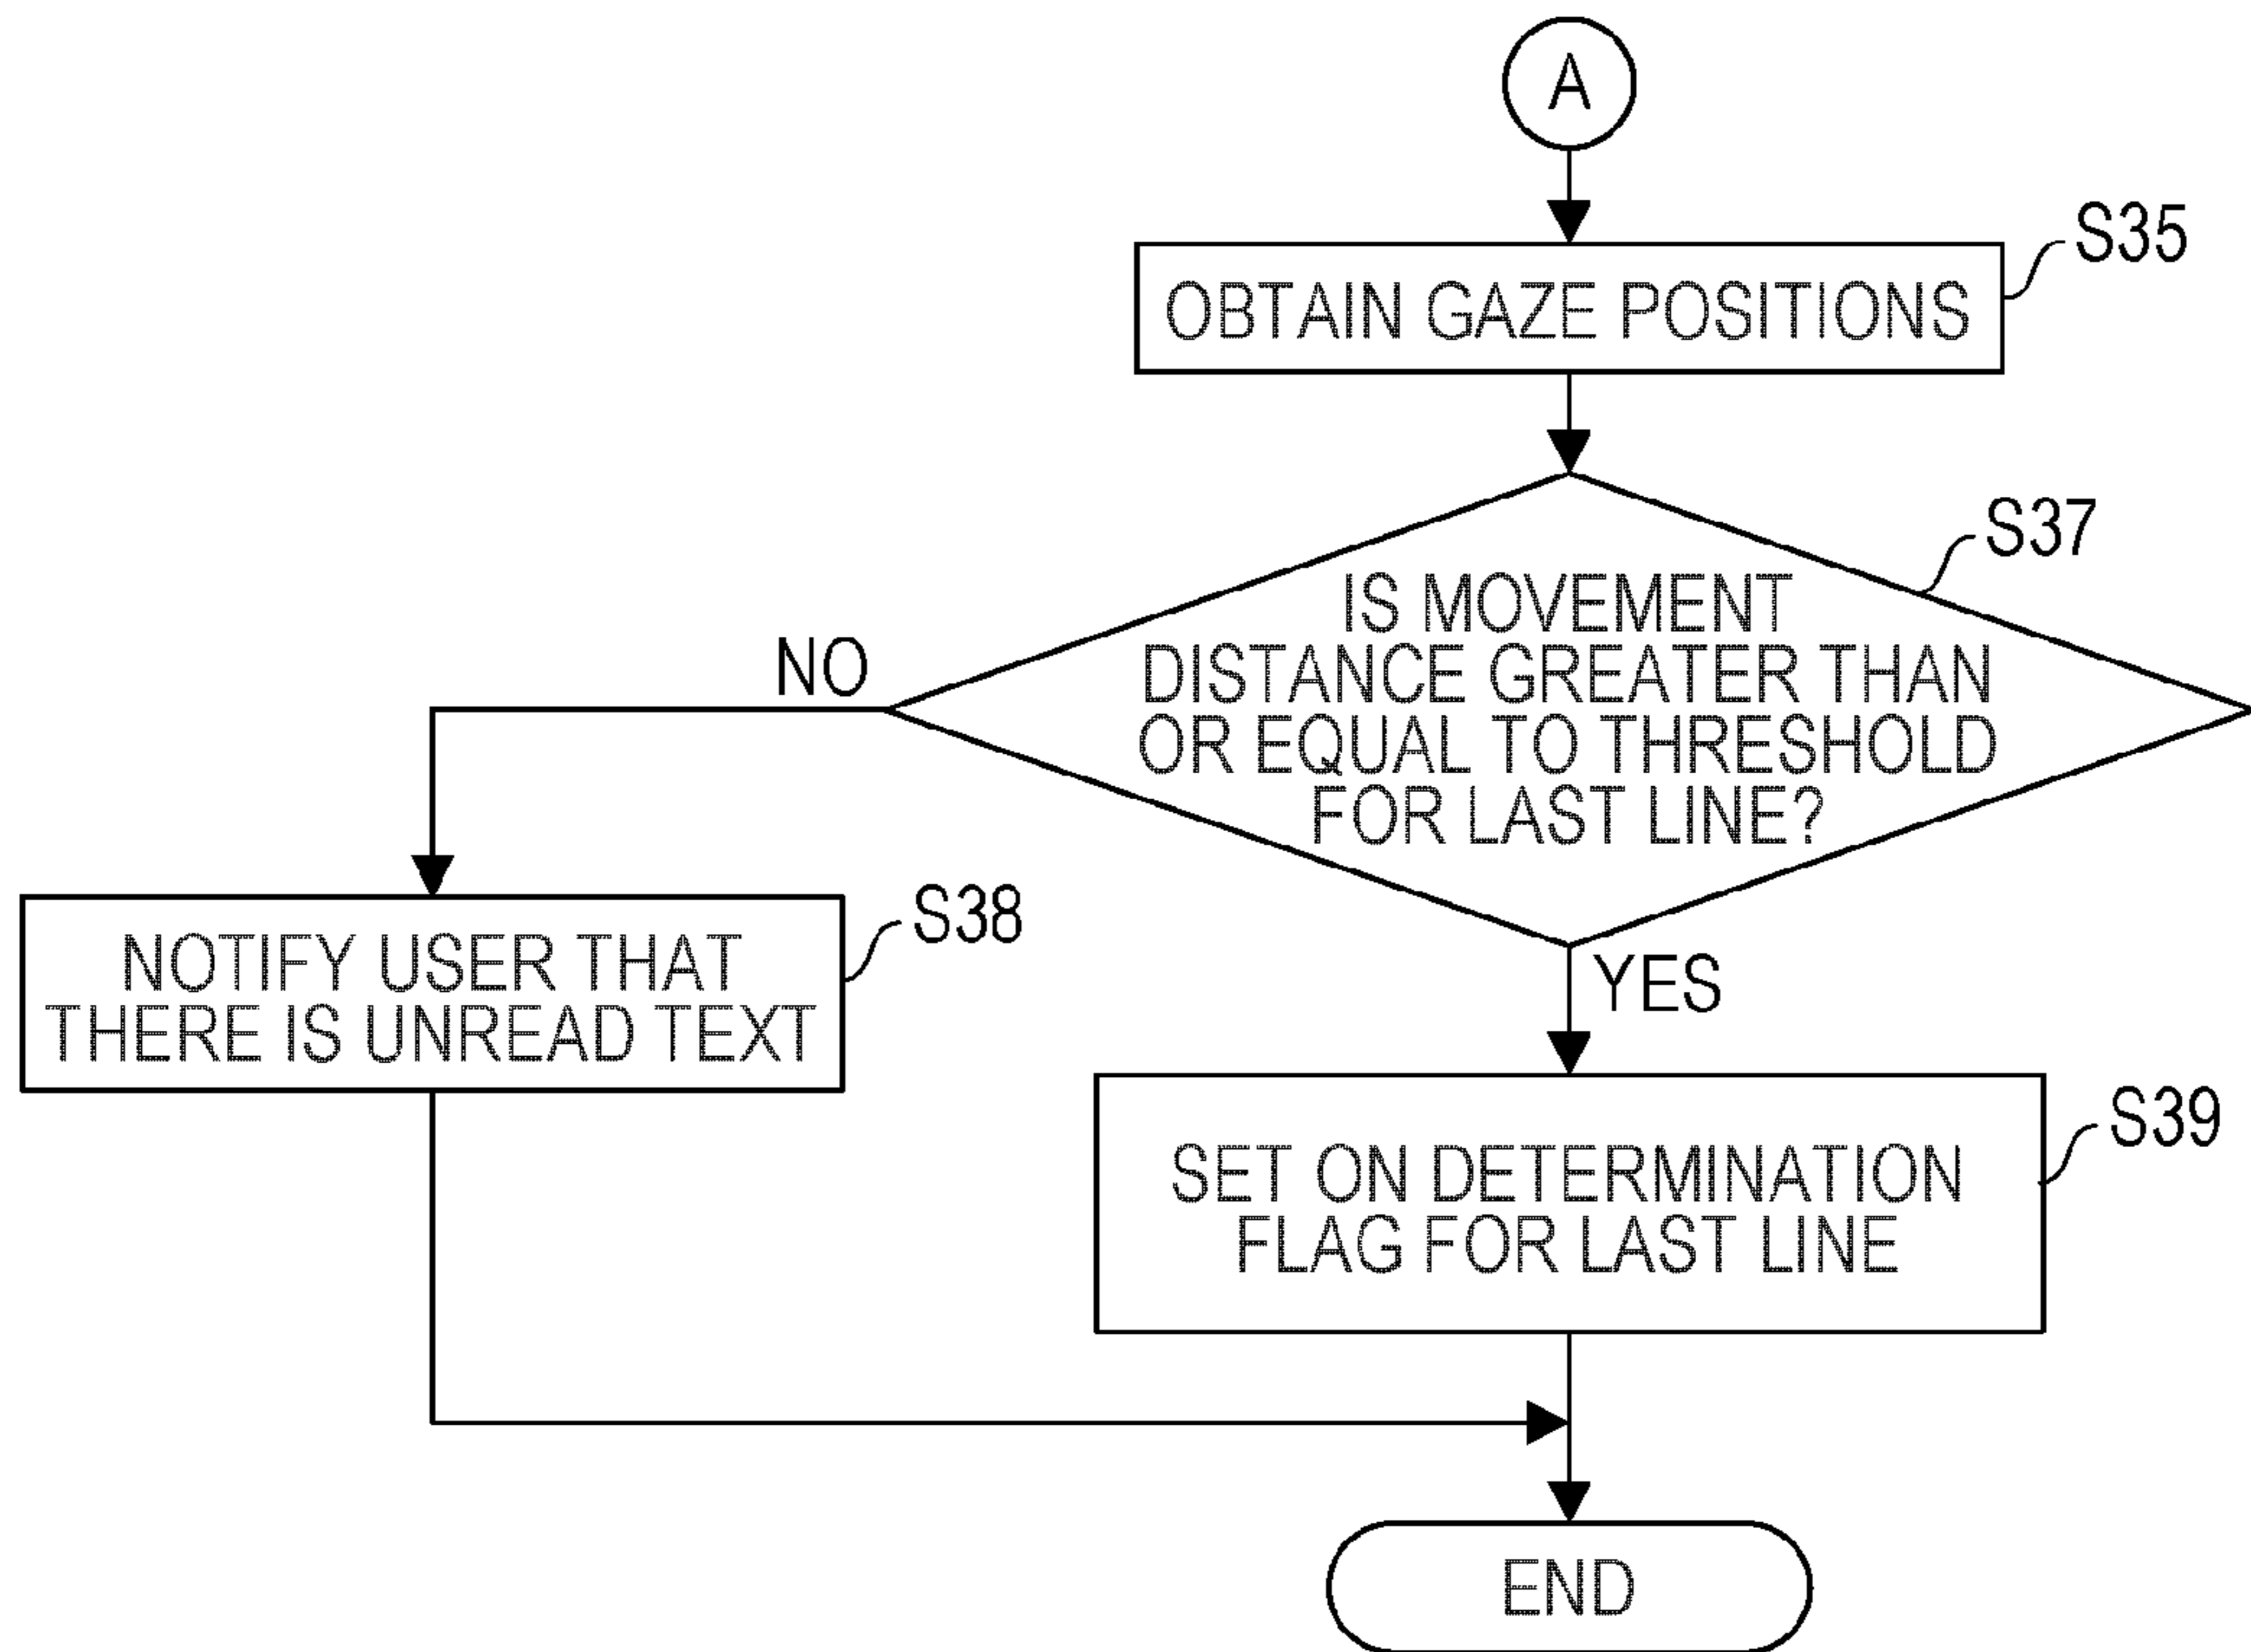 A
S35
OBTAIN GAZE POSITIONS
S37
IS MOVEMENT
DISTANCE GREATER THAN
OR EQUAL TO THRESHOLD
FOR LAST LINE?
NO
S38
NOTIFY USER THAT
THERE IS UNREAD TEXT
YES
S39
SET ON DETERMINATION
FLAG FOR LAST LINE
END